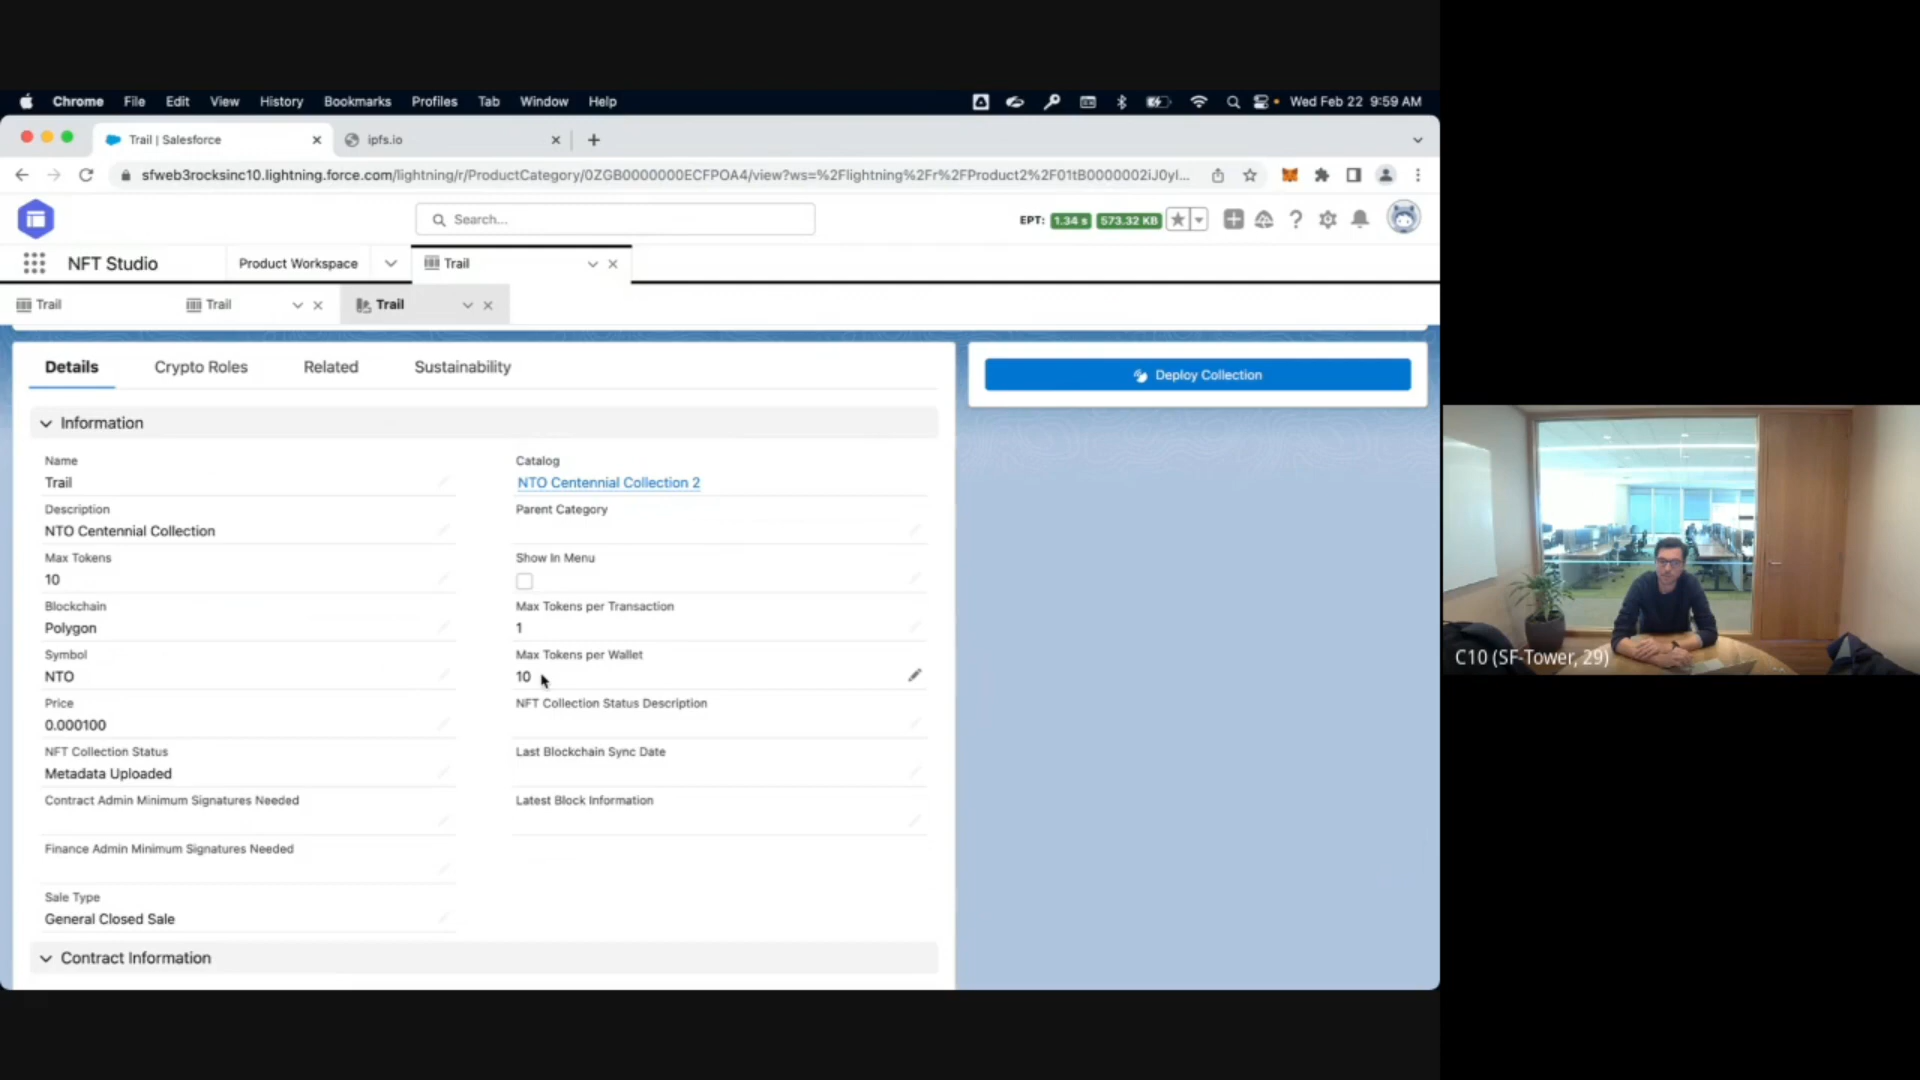 Chrome File Edit View History Bookmarks Profiles Tab Window Help Wed Feb 22 9:59 AM
Trail | Salesforce ipfs.io
sfweb3rocksinc10.lightning.force.com/lightning/r/ProductCategory/0ZGB0000000ECFPOA4/view?ws=%2Flightning%2Fr%2FProduct2%2F01tB0000002iJ0yI...
Search... EPT: 1.34 s 573.32 KB
NFT Studio Product Workspace Trail
Trail Trail Trail
Details Crypto Roles Related Sustainability
Deploy Collection
Information
Name
Trail
Catalog
NTO Centennial Collection 2
Description
NTO Centennial Collection
Parent Category
Max Tokens
10
Show In Menu
Blockchain
Polygon
Max Tokens per Transaction
1
Symbol
NTO
Max Tokens per Wallet
10
Price
0.000100
NFT Collection Status Description
NFT Collection Status
Metadata Uploaded
Last Blockchain Sync Date
Contract Admin Minimum Signatures Needed
Latest Block Information
Finance Admin Minimum Signatures Needed
Sale Type
General Closed Sale
Contract Information
C10 (SF-Tower, 29)